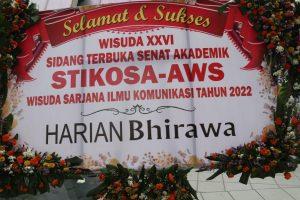 Selamat & Sukses
WISUDA XXVI
SIDANG TERBUKA SENAT AKADEMIK
STIKOSA-AWS
WISUDA SARJANA ILMU KOMUNIKASI TAHUN 2022
HARIAN Bhirawa